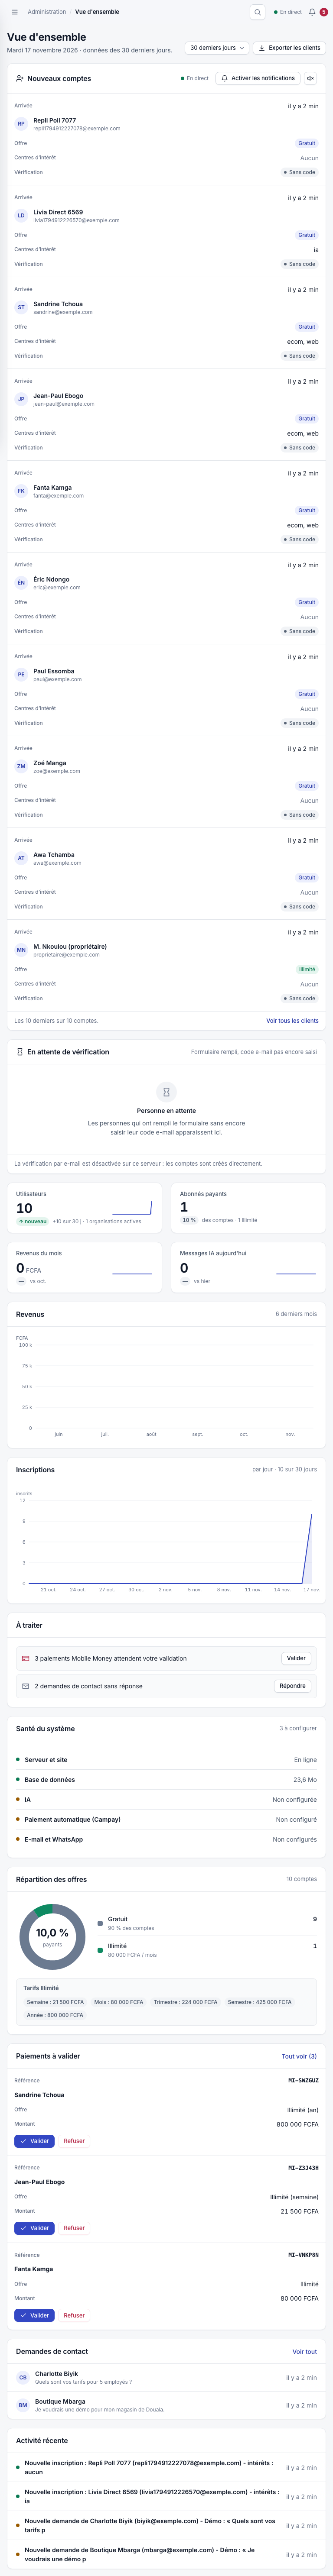 Administration / Vue d'ensemble
En direct
5
Vue d'ensemble
Mardi 17 novembre 2026 · données des 30 derniers jours.
30 derniers jours
Exporter les clients
Nouveaux comptes
En direct
Activer les notifications
Arrivée il y a 2 min
RP Repli Poll 7077
repli1794912227078@exemple.com
Offre Gratuit
Centres d'intérêt Aucun
Vérification Sans code
Arrivée il y a 2 min
LD Livia Direct 6569
livia1794912226570@exemple.com
Offre Gratuit
Centres d'intérêt ia
Vérification Sans code
Arrivée il y a 2 min
ST Sandrine Tchoua
sandrine@exemple.com
Offre Gratuit
Centres d'intérêt ecom, web
Vérification Sans code
Arrivée il y a 2 min
JP Jean-Paul Ebogo
jean-paul@exemple.com
Offre Gratuit
Centres d'intérêt ecom, web
Vérification Sans code
Arrivée il y a 2 min
FK Fanta Kamga
fanta@exemple.com
Offre Gratuit
Centres d'intérêt ecom, web
Vérification Sans code
Arrivée il y a 2 min
ÉN Éric Ndongo
eric@exemple.com
Offre Gratuit
Centres d'intérêt Aucun
Vérification Sans code
Arrivée il y a 2 min
PE Paul Essomba
paul@exemple.com
Offre Gratuit
Centres d'intérêt Aucun
Vérification Sans code
Arrivée il y a 2 min
ZM Zoé Manga
zoe@exemple.com
Offre Gratuit
Centres d'intérêt Aucun
Vérification Sans code
Arrivée il y a 2 min
AT Awa Tchamba
awa@exemple.com
Offre Gratuit
Centres d'intérêt Aucun
Vérification Sans code
Arrivée il y a 2 min
MN M. Nkoulou (propriétaire)
proprietaire@exemple.com
Offre Illimité
Centres d'intérêt Aucun
Vérification Sans code
Les 10 derniers sur 10 comptes. Voir tous les clients
En attente de vérification Formulaire rempli, code e-mail pas encore saisi
Personne en attente
Les personnes qui ont rempli le formulaire sans encore
saisir leur code e-mail apparaissent ici.
La vérification par e-mail est désactivée sur ce serveur : les comptes sont créés directement.
Utilisateurs
10
nouveau +10 sur 30 j · 1 organisations actives
Abonnés payants
1
10 % des comptes · 1 Illimité
Revenus du mois
0 FCFA
— vs oct.
Messages IA aujourd'hui
0
— vs hier
Revenus 6 derniers mois
FCFA
100 k
75 k
50 k
25 k
0
juin juil. août sept. oct. nov.
Inscriptions par jour · 10 sur 30 jours
inscrits
12
9
6
3
0
21 oct. 24 oct. 27 oct. 30 oct. 2 nov. 5 nov. 8 nov. 11 nov. 14 nov. 17 nov.
À traiter
3 paiements Mobile Money attendent votre validation Valider
2 demandes de contact sans réponse Répondre
Santé du système 3 à configurer
Serveur et site En ligne
Base de données 23,6 Mo
IA Non configurée
Paiement automatique (Campay) Non configuré
E-mail et WhatsApp Non configurés
Répartition des offres 10 comptes
10,0 %
payants
Gratuit 9
90 % des comptes
Illimité 1
80 000 FCFA / mois
Tarifs Illimité
Semaine : 21 500 FCFA Mois : 80 000 FCFA Trimestre : 224 000 FCFA Semestre : 425 000 FCFA
Année : 800 000 FCFA
Paiements à valider Tout voir (3)
Référence MI-5WZGUZ
Sandrine Tchoua
Offre Illimité (an)
Montant 800 000 FCFA
Valider Refuser
Référence MI-Z3J43H
Jean-Paul Ebogo
Offre Illimité (semaine)
Montant 21 500 FCFA
Valider Refuser
Référence MI-VNKP8N
Fanta Kamga
Offre Illimité
Montant 80 000 FCFA
Valider Refuser
Demandes de contact Voir tout
CB Charlotte Biyik il y a 2 min
Quels sont vos tarifs pour 5 employés ?
BM Boutique Mbarga il y a 2 min
Je voudrais une démo pour mon magasin de Douala.
Activité récente
Nouvelle inscription : Repli Poll 7077 (repli1794912227078@exemple.com) - intérêts :
aucun
il y a 2 min
Nouvelle inscription : Livia Direct 6569 (livia1794912226570@exemple.com) - intérêts :
ia
il y a 2 min
Nouvelle demande de Charlotte Biyik (biyik@exemple.com) - Démo : « Quels sont vos
tarifs p
il y a 2 min
Nouvelle demande de Boutique Mbarga (mbarga@exemple.com) - Démo : « Je
voudrais une démo p
il y a 2 min